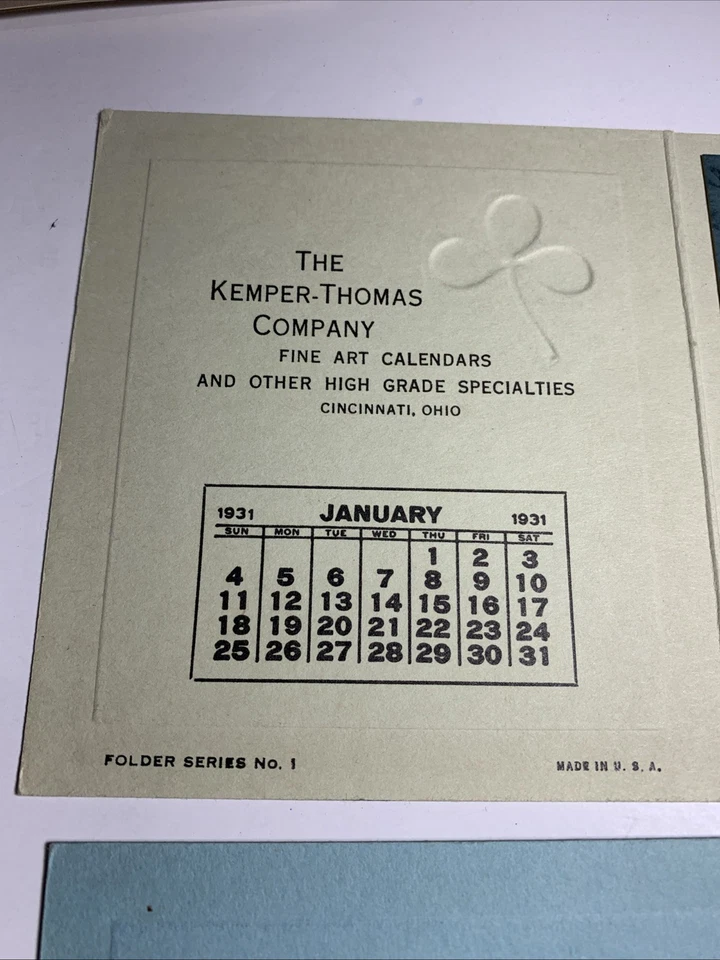 THE
KEMPER-THOMAS
COMPANY
FINE ART CALENDARS
AND OTHER HIGH GRADE SPECIALTIES
CINCINNATI, OHIO
1931 JANUARY 1931
SUN MON TUE WED THU FRI SAT
1 2 3
4 5 6 7 8 9 10
11 12 13 14 15 16 17
18 19 20 21 22 23 24
25 26 27 28 29 30 31
FOLDER SERIES NO. 1 MADE IN U. S. A.